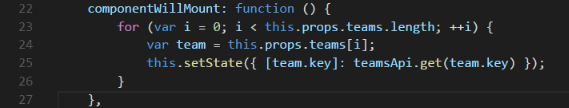 22 componentWillMount: function () {
23 for (var i = 0; i < this.props.teams.length; ++i) {
24 var team = this.props.teams[i];
25 this.setState({ [team.key]: teamsApi.get(team.key) });
26 }
27 },